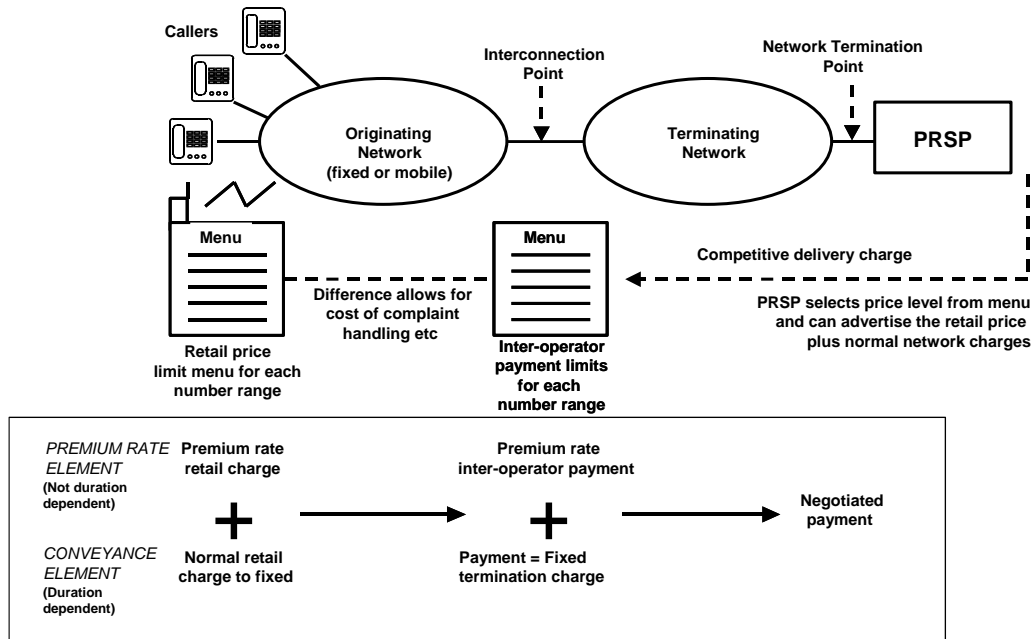 Callers
Interconnection
Point
Network Termination
Point
Originating
Network
(fixed or mobile)
Terminating
Network
PRSP
Menu
Menu
Competitive delivery charge
Difference allows for
cost of complaint
handling etc
PRSP selects price level from menu
and can advertise the retail price
plus normal network charges
Retail price
limit menu for each
number range
Inter-operator
payment limits
for each
number range
PREMIUM RATE
ELEMENT
(Not duration
dependent)
Premium rate
retail charge
Premium rate
inter-operator payment
+
+
Negotiated
payment
CONVEYANCE
ELEMENT
(Duration
dependent)
Normal retail
charge to fixed
Payment = Fixed
termination charge